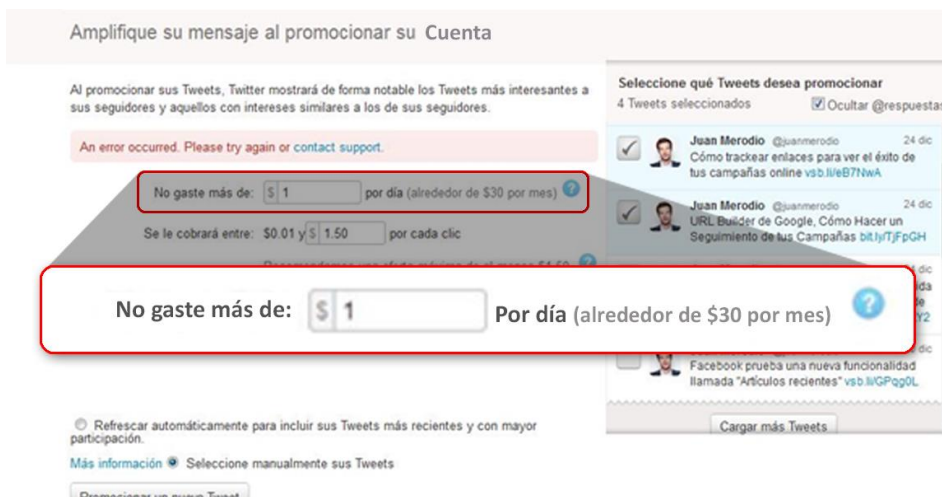 Amplifique su mensaje al promocionar su Cuenta
Al promocionar sus Tweets, Twitter mostrará de forma notable los Tweets más interesantes a
sus seguidores y aquellos con intereses similares a los de sus seguidores.
An error occurred. Please try again or contact support.
No gaste más de: $ 1 por día (alrededor de $30 por mes) ?
Se le cobrará entre: $0.01 y $ 1.50 por cada clic
No gaste más de: $ 1 Por día (alrededor de $30 por mes) ?
Refrescar automáticamente para incluir sus Tweets más recientes y con mayor
participación.
Más información Seleccione manualmente sus Tweets
Promocionar un nuevo Tweet
Seleccione qué Tweets desea promocionar
4 Tweets seleccionados Ocultar @respuestas
Juan Merodio @juanmerodio 24 dic
Cómo trackear enlaces para ver el éxito de
tus campañas online vsb.li/eB7NwA
Juan Merodio @juanmerodio 24 dic
URL Builder de Google, Cómo Hacer un
Seguimiento de tus Campañas bit.ly/TjFpGH
Facebook prueba una nueva funcionalidad
llamada "Artículos recientes" vsb.li/GPqg0L
Cargar más Tweets